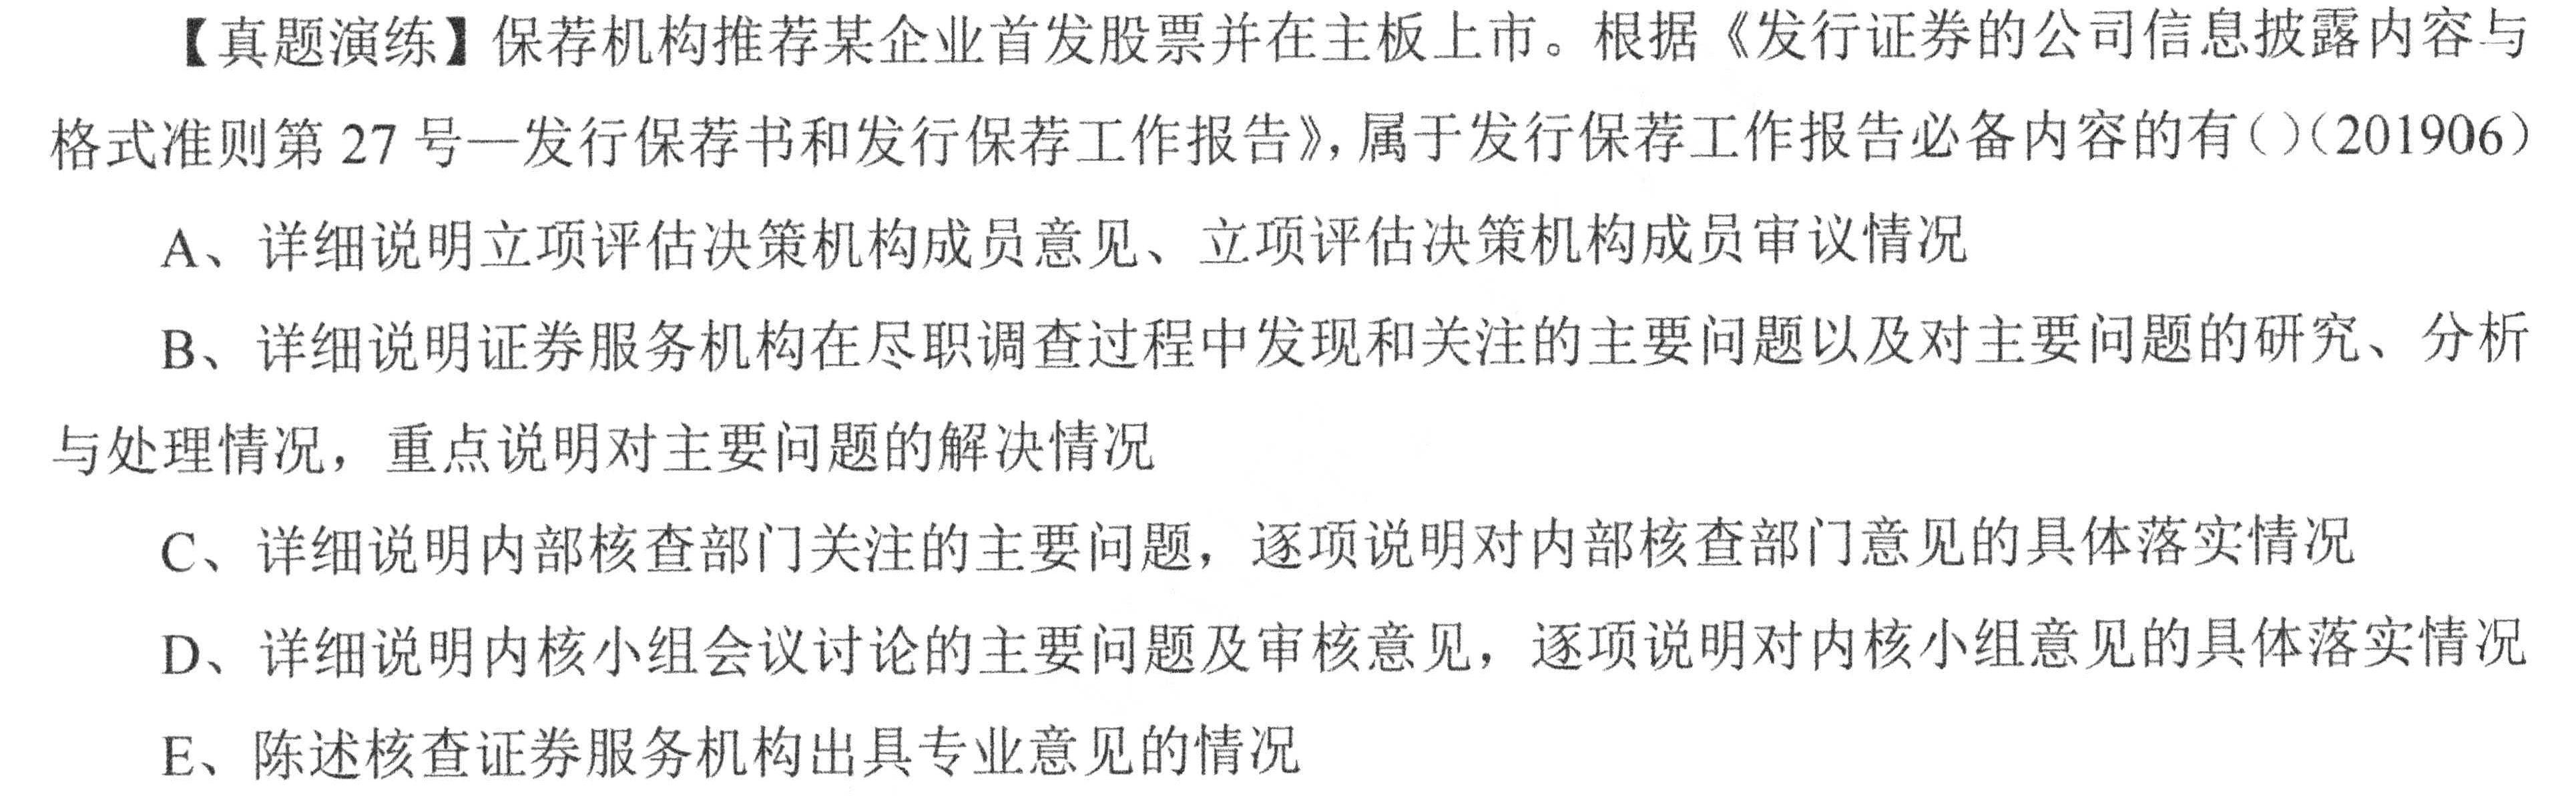 【真题演练】保荐机构推荐某企业首发股票并在主板上市。根据《发行证券的公司信息披露内容与
格式准则第 27 号—发行保荐书和发行保荐工作报告》，属于发行保荐工作报告必备内容的有（）（201906）
A、详细说明立项评估决策机构成员意见、立项评估决策机构成员审议情况
B、详细说明证券服务机构在尽职调查过程中发现和关注的主要问题以及对主要问题的研究、分析
与处理情况，重点说明对主要问题的解决情况
C、详细说明内部核查部门关注的主要问题，逐项说明对内部核查部门意见的具体落实情况
D、详细说明内核小组会议讨论的主要问题及审核意见，逐项说明对内核小组意见的具体落实情况
E、陈述核查证券服务机构出具专业意见的情况